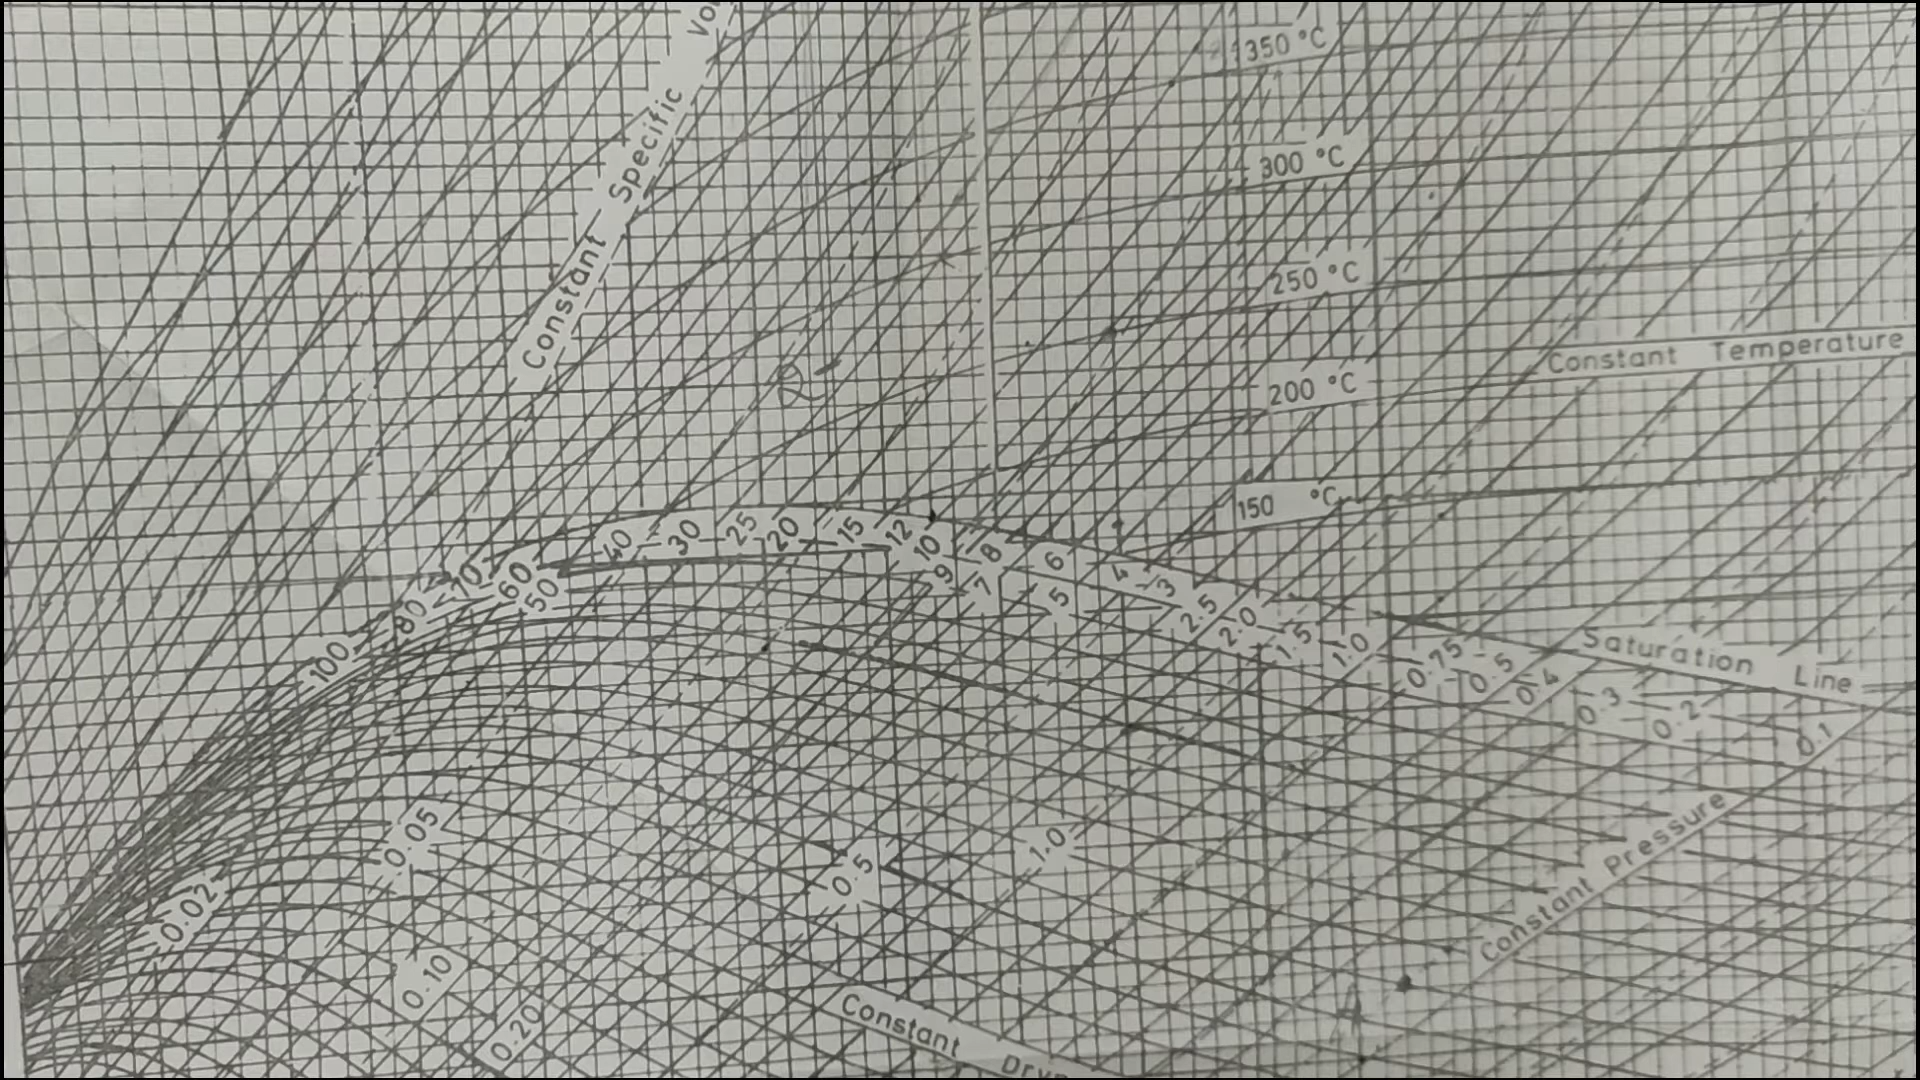 Constant Specific
350 °C
300 °C
250 °C
200 °C
150 °C
Constant Temperature
100 80 70 60 50 40 30 25 20 15 12 10 9 8 7 6 5 4 3 2.5 2.0 1.5 1.0 0.75 0.5 0.4 0.3 0.2 0.1
Saturation Line
Constant Pressure
0.02
0.05
0.10
0.20
0.5
1.0
Constant